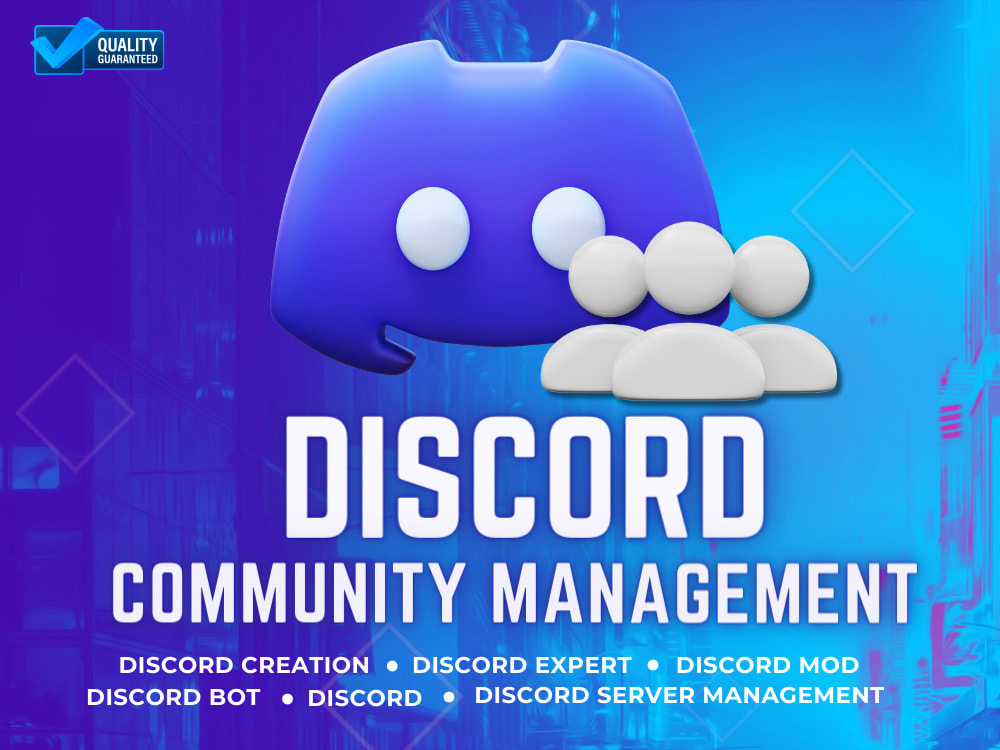 QUALITY
GUARANTEED
DISCORD
COMMUNITY MANAGEMENT
DISCORD CREATION • DISCORD EXPERT • DISCORD MOD
DISCORD BOT • DISCORD • DISCORD SERVER MANAGEMENT